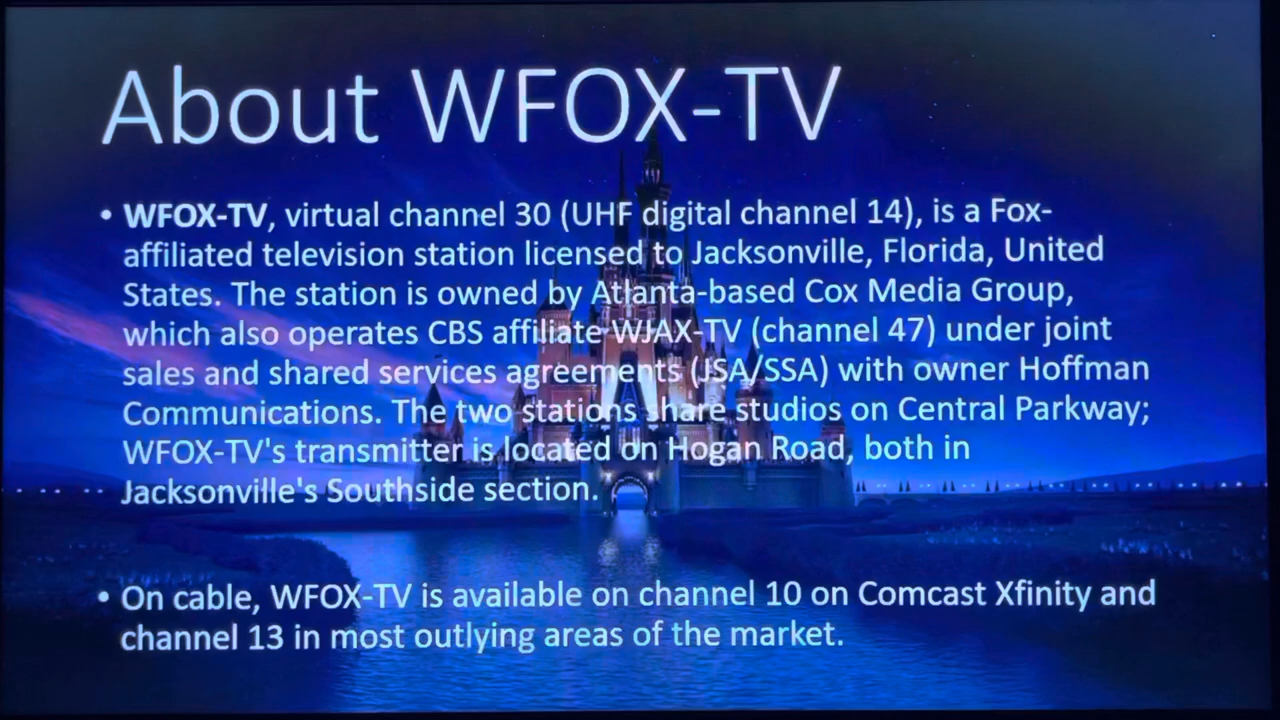 About WFOX-TV
• WFOX-TV, virtual channel 30 (UHF digital channel 14), is a Fox-
affiliated television station licensed to Jacksonville, Florida, United
States. The station is owned by Atlanta-based Cox Media Group,
which also operates CBS affiliate WJAX-TV (channel 47) under joint
sales and shared services agreements (JSA/SSA) with owner Hoffman
Communications. The two stations share studios on Central Parkway;
WFOX-TV's transmitter is located on Hogan Road, both in
Jacksonville's Southside section.
• On cable, WFOX-TV is available on channel 10 on Comcast Xfinity and
channel 13 in most outlying areas of the market.